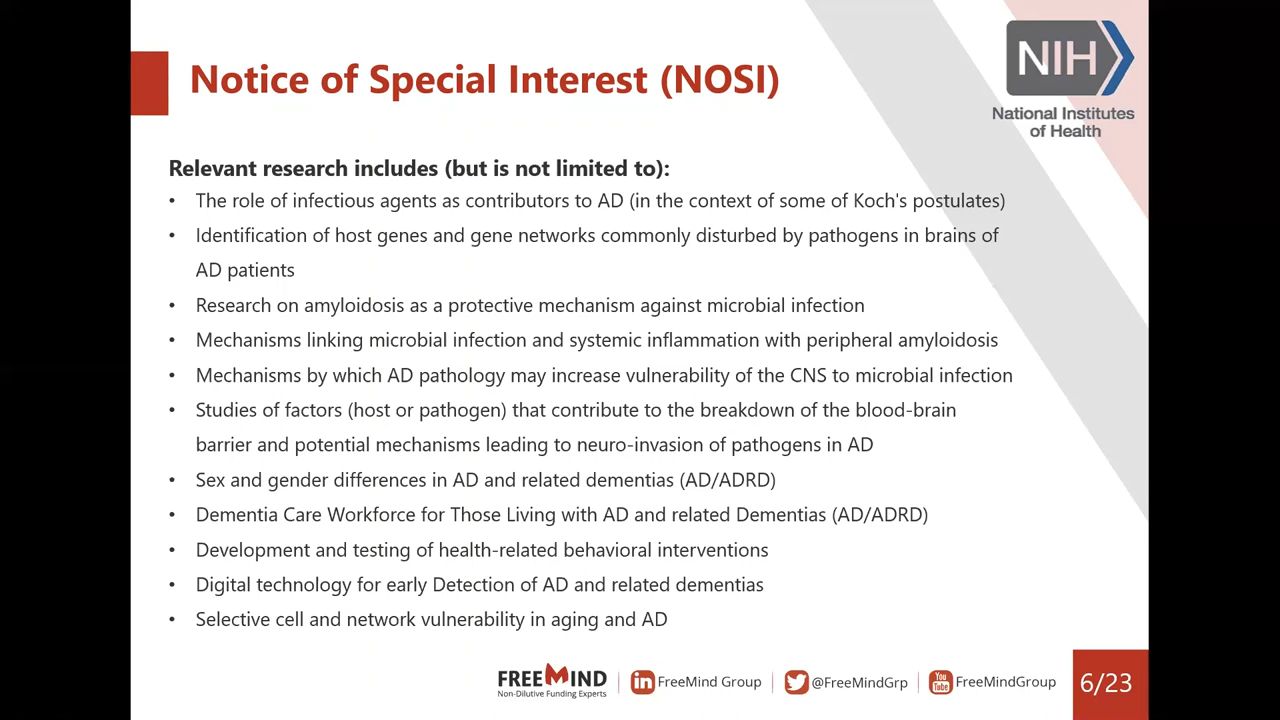 Notice of Special Interest (NOSI)
NIH
National Institutes
of Health
Relevant research includes (but is not limited to):
• The role of infectious agents as contributors to AD (in the context of some of Koch's postulates)
• Identification of host genes and gene networks commonly disturbed by pathogens in brains of
AD patients
• Research on amyloidosis as a protective mechanism against microbial infection
• Mechanisms linking microbial infection and systemic inflammation with peripheral amyloidosis
• Mechanisms by which AD pathology may increase vulnerability of the CNS to microbial infection
• Studies of factors (host or pathogen) that contribute to the breakdown of the blood-brain
barrier and potential mechanisms leading to neuro-invasion of pathogens in AD
• Sex and gender differences in AD and related dementias (AD/ADRD)
• Dementia Care Workforce for Those Living with AD and related Dementias (AD/ADRD)
• Development and testing of health-related behavioral interventions
• Digital technology for early Detection of AD and related dementias
• Selective cell and network vulnerability in aging and AD
FREEMIND
Non-Dilutive Funding Experts
in FreeMind Group
@FreeMindGrp
You Tube FreeMindGroup
6/23